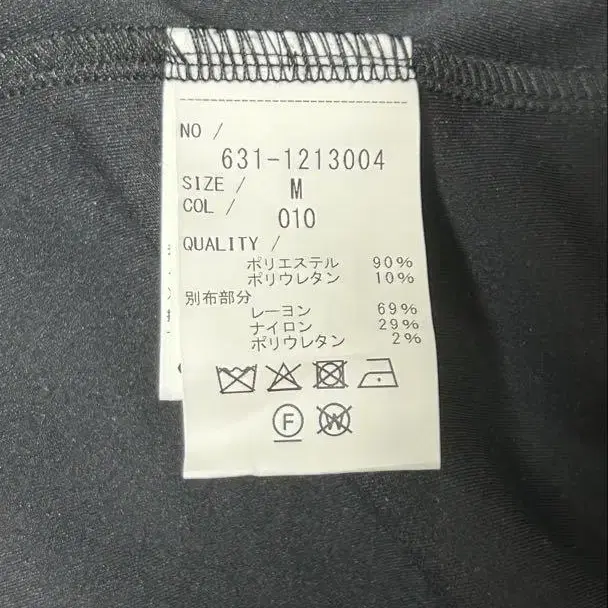 NO /
631-1213004
SIZE / M
COL / 010
QUALITY /
ポリエステル 90%
ポリウレタン 10%
別布部分
レーヨン 69%
ナイロン 29%
ポリウレタン 2%
F W